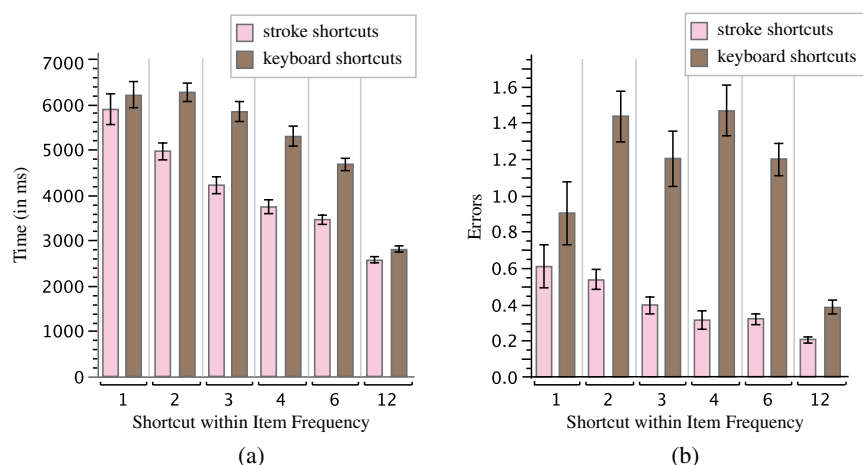 stroke shortcuts
keyboard shortcuts
7000
6000
5000
4000
3000
2000
1000
0
Time (in ms)
1 2 3 4 6 12
Shortcut within Item Frequency
(a)
stroke shortcuts
keyboard shortcuts
1.6
1.4
1.2
1.0
0.8
0.6
0.4
0.2
0.0
Errors
1 2 3 4 6 12
Shortcut within Item Frequency
(b)